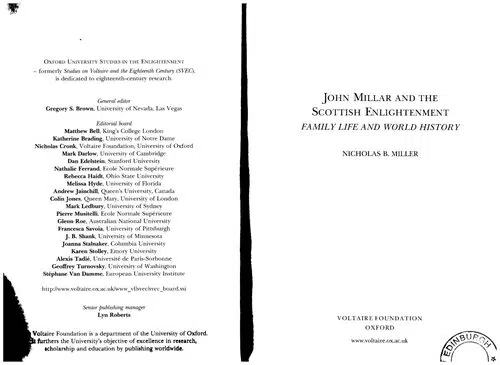 OXFORD UNIVERSITY STUDIES IN THE ENLIGHTENMENT
– formerly Studies on Voltaire and the Eighteenth Century (SVEC),
is dedicated to eighteenth-century research.
General editor
Gregory S. Brown, University of Nevada, Las Vegas
Editorial board
Matthew Bell, King's College London
Katherine Brading, University of Notre Dame
Nicholas Cronk, Voltaire Foundation, University of Oxford
Mark Darlow, University of Cambridge
Dan Edelstein, Stanford University
Nathalie Ferrand, Ecole Normale Supérieure
Rebecca Haidt, Ohio State University
Melissa Hyde, University of Florida
Andrew Jainchill, Queen's University, Canada
Colin Jones, Queen Mary, University of London
Mark Ledbury, University of Sydney
Pierre Musitelli, Ecole Normale Supérieure
Glenn Roe, Australian National University
Francesca Savoia, University of Pittsburgh
J. B. Shank, University of Minnesota
Joanna Stalnaker, Columbia University
Karen Stolley, Emory University
Alexis Tadié, Université de Paris-Sorbonne
Geoffrey Turnovsky, University of Washington
Stéphane Van Damme, European University Institute
http://www.voltaire.ox.ac.uk/www_vf/svec/svec_board.ssi
Senior publishing manager
Lyn Roberts
Voltaire Foundation is a department of the University of Oxford.
It furthers the University's objective of excellence in research,
scholarship and education by publishing worldwide.
JOHN MILLAR AND THE
SCOTTISH ENLIGHTENMENT
FAMILY LIFE AND WORLD HISTORY
NICHOLAS B. MILLER
VOLTAIRE FOUNDATION
OXFORD
www.voltaire.ox.ac.uk
EDINBURGH